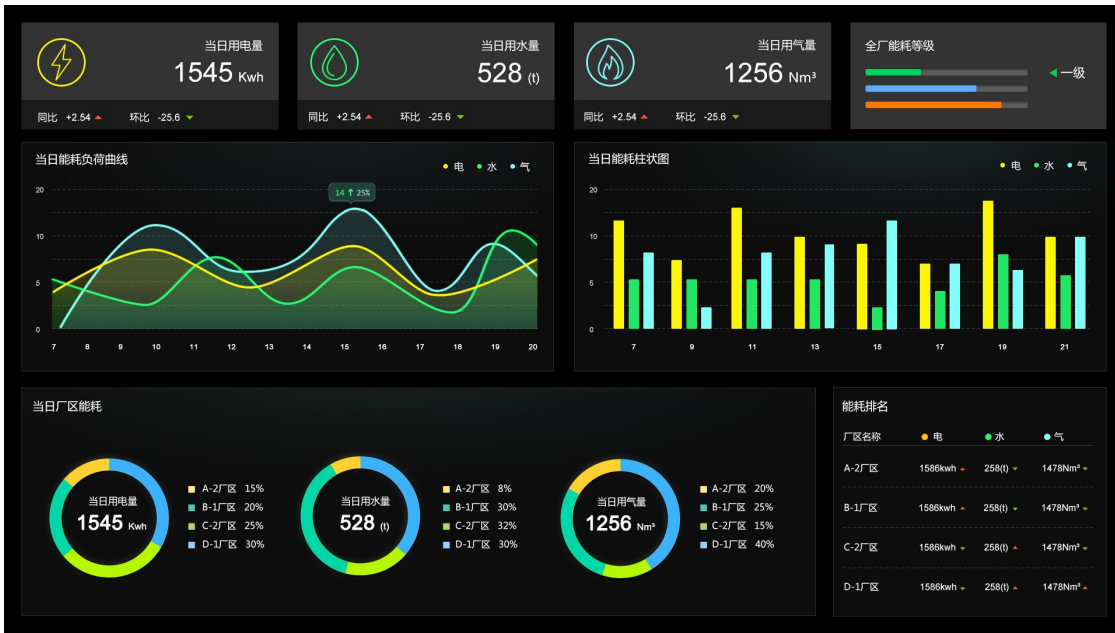 当日用电量
1545 Kwh
同比 +2.54 环比 -25.6
当日用水量
528 (t)
同比 +2.54 环比 -25.6
当日用气量
1256 Nm³
同比 +2.54 环比 -25.6
全厂能耗等级
一级
当日能耗负荷曲线
电 水 气
14 ↑ 25%
20
10
5
0
7 8 9 10 11 12 13 14 15 16 17 18 19 20
当日能耗柱状图
电 水 气
20
10
5
0
7 9 11 13 15 17 19 21
当日厂区能耗
当日用电量
1545 Kwh
A-2厂区 15%
B-1厂区 20%
C-2厂区 25%
D-1厂区 30%
当日用水量
528 (t)
A-2厂区 8%
B-1厂区 30%
C-2厂区 32%
D-1厂区 30%
当日用气量
1256 Nm³
A-2厂区 20%
B-1厂区 25%
C-2厂区 15%
D-1厂区 40%
能耗排名
厂区名称 电 水 气
A-2厂区 1586kwh 258(t) 1478Nm³
B-1厂区 1586kwh 258(t) 1478Nm³
C-2厂区 1586kwh 258(t) 1478Nm³
D-1厂区 1586kwh 258(t) 1478Nm³